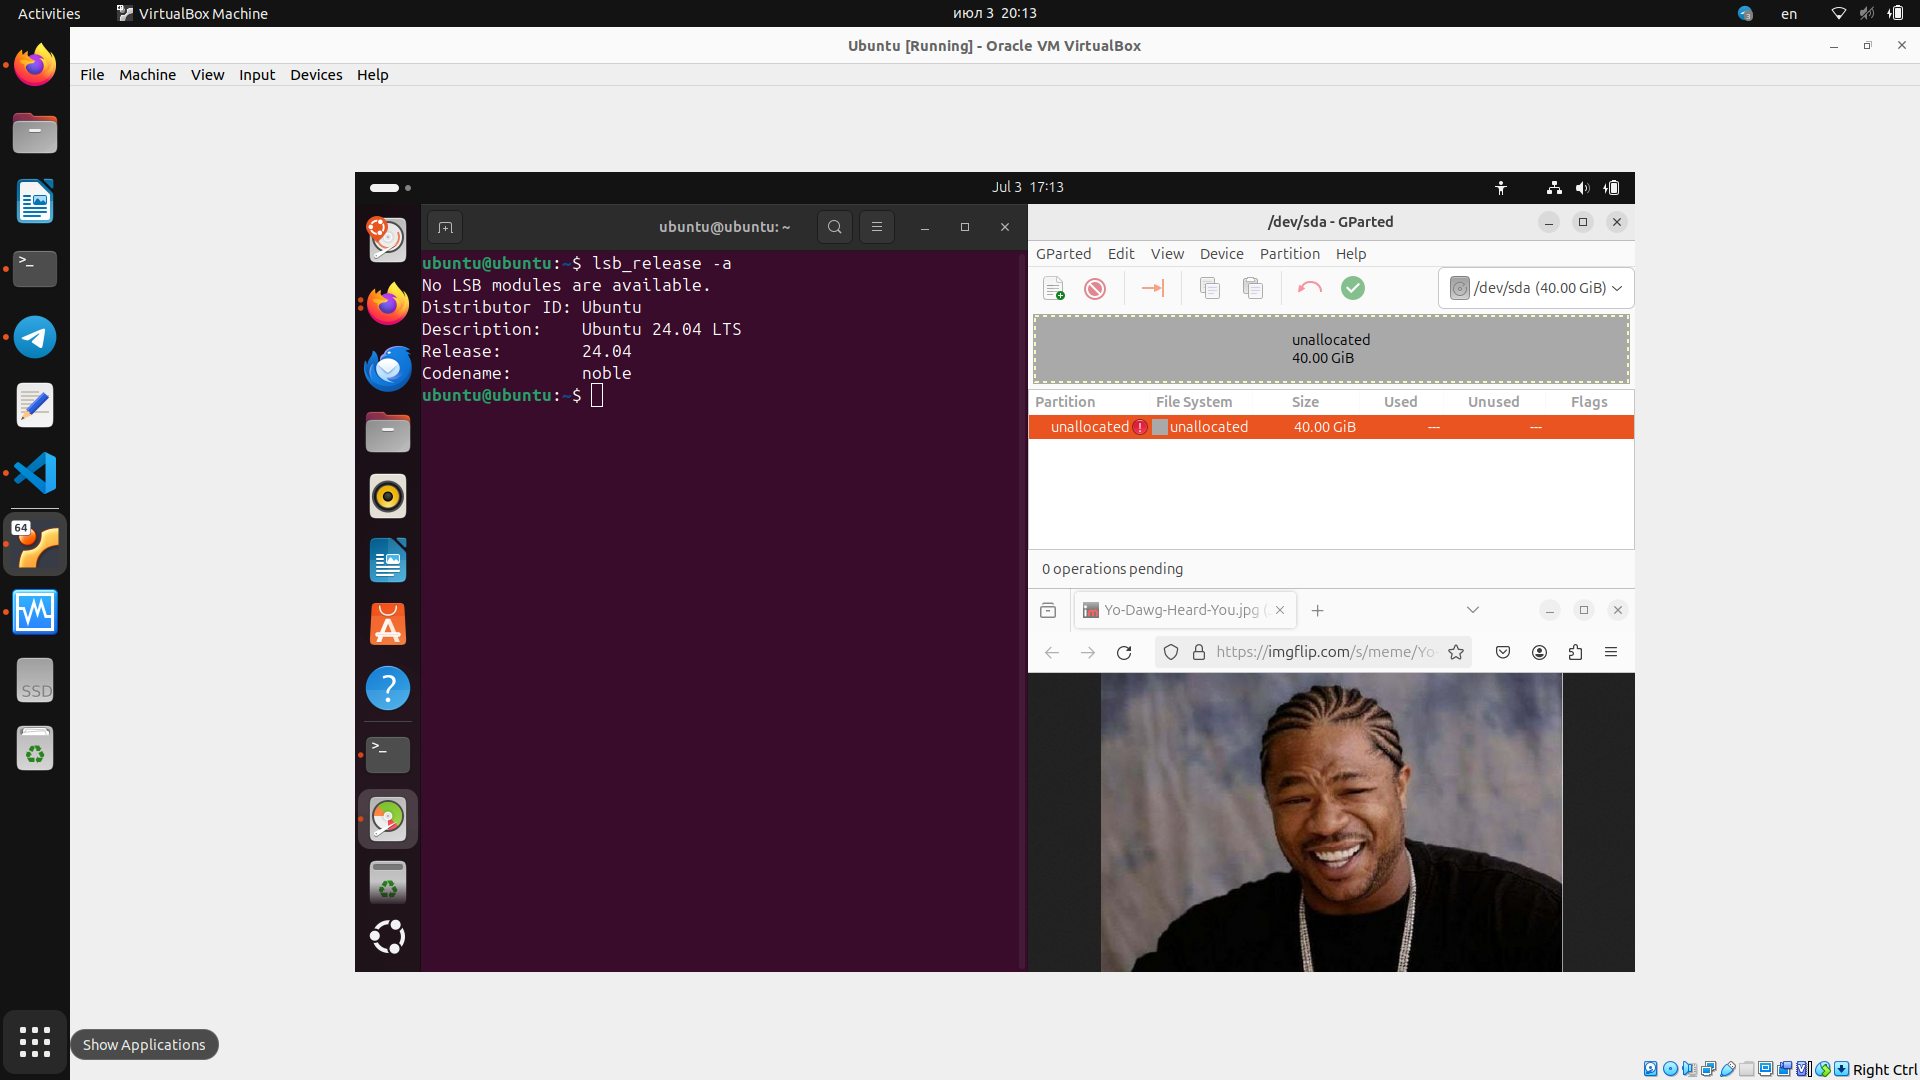 Activities
VirtualBox Machine
июл 3 20:13
en
Ubuntu [Running] - Oracle VM VirtualBox
File Machine View Input Devices Help
Jul 3 17:13
ubuntu@ubuntu: ~
ubuntu@ubuntu:~$ lsb_release -a
No LSB modules are available.
Distributor ID: Ubuntu
Description: Ubuntu 24.04 LTS
Release: 24.04
Codename: noble
ubuntu@ubuntu:~$
/dev/sda - GParted
GParted Edit View Device Partition Help
/dev/sda (40.00 GiB)
unallocated
40.00 GiB
Partition File System Size Used Unused Flags
unallocated unallocated 40.00 GiB --- ---
0 operations pending
Yo-Dawg-Heard-You.jpg (
https://imgflip.com/s/meme/Yo-
64
SSD
Show Applications
Right Ctrl